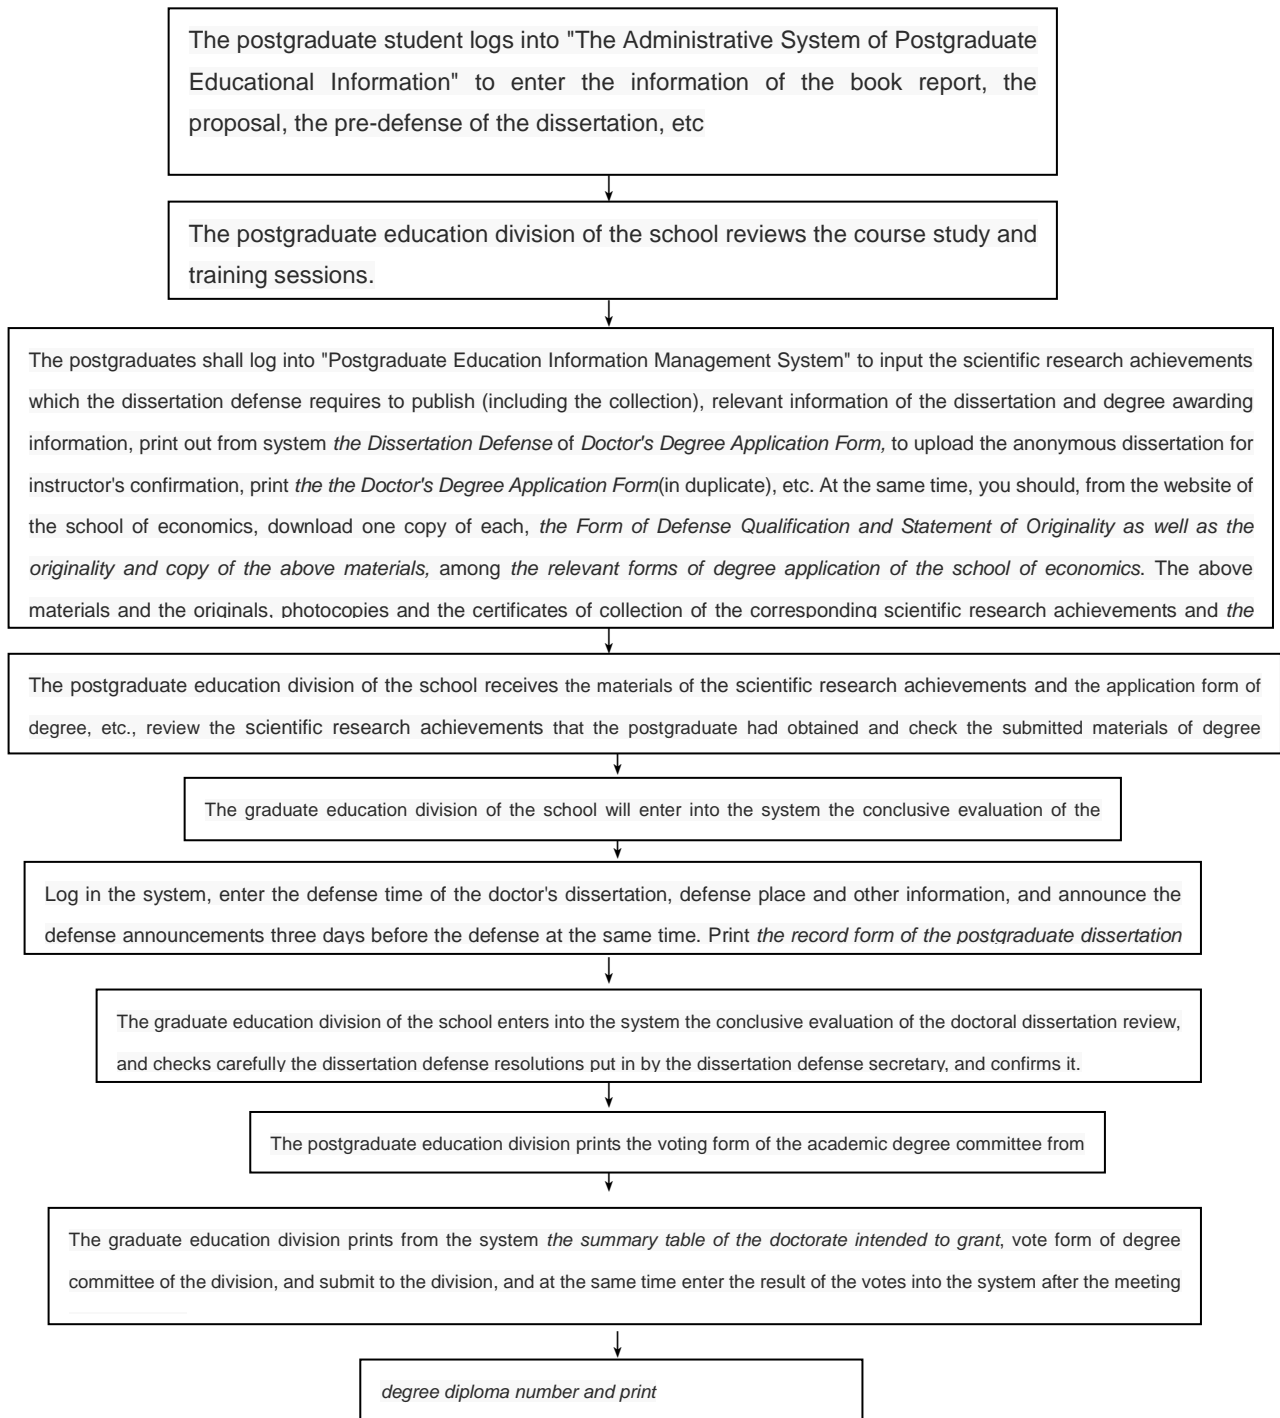 The postgraduate student logs into "The Administrative System of Postgraduate
Educational Information" to enter the information of the book report, the
proposal, the pre-defense of the dissertation, etc
The postgraduate education division of the school reviews the course study and
training sessions.
The postgraduates shall log into "Postgraduate Education Information Management System" to input the scientific research achievements
which the dissertation defense requires to publish (including the collection), relevant information of the dissertation and degree awarding
information, print out from system the Dissertation Defense of Doctor's Degree Application Form, to upload the anonymous dissertation for
instructor's confirmation, print the the Doctor's Degree Application Form(in duplicate), etc. At the same time, you should, from the website of
the school of economics, download one copy of each, the Form of Defense Qualification and Statement of Originality as well as the
originality and copy of the above materials, among the relevant forms of degree application of the school of economics. The above
materials and the originals, photocopies and the certificates of collection of the corresponding scientific research achievements and the
The postgraduate education division of the school receives the materials of the scientific research achievements and the application form of
degree, etc., review the scientific research achievements that the postgraduate had obtained and check the submitted materials of degree
The graduate education division of the school will enter into the system the conclusive evaluation of the
Log in the system, enter the defense time of the doctor's dissertation, defense place and other information, and announce the
defense announcements three days before the defense at the same time. Print the record form of the postgraduate dissertation
The graduate education division of the school enters into the system the conclusive evaluation of the doctoral dissertation review,
and checks carefully the dissertation defense resolutions put in by the dissertation defense secretary, and confirms it.
The postgraduate education division prints the voting form of the academic degree committee from
The graduate education division prints from the system the summary table of the doctorate intended to grant, vote form of degree
committee of the division, and submit to the division, and at the same time enter the result of the votes into the system after the meeting
degree diploma number and print